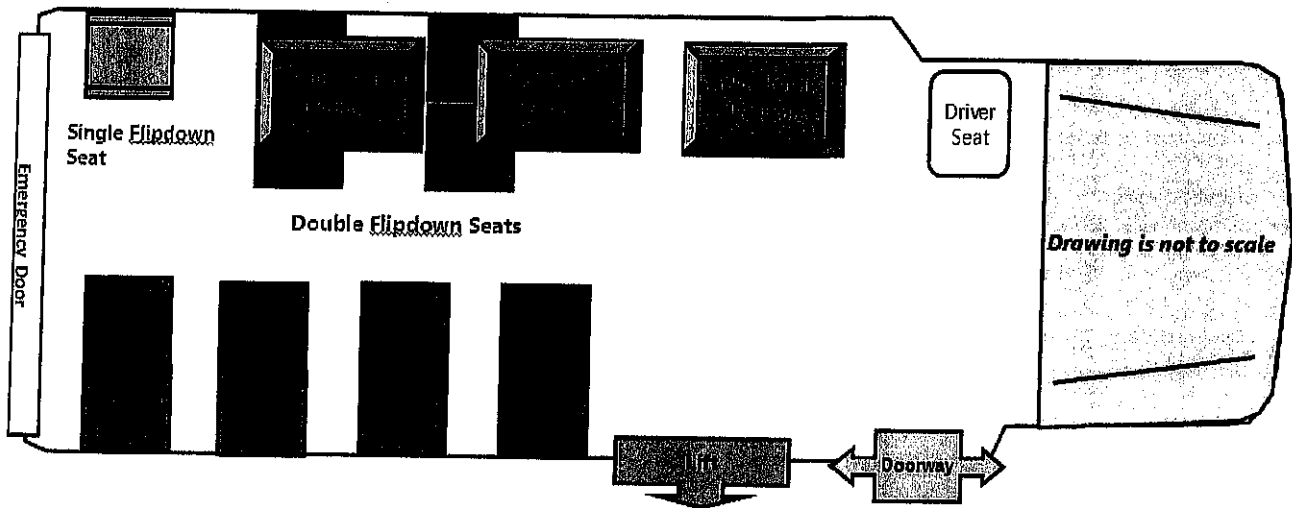 Driver
Seat
Single Flipdown
Seat
Emergency Door
Double Flipdown Seats
Drawing is not to scale
Lift
Doorway